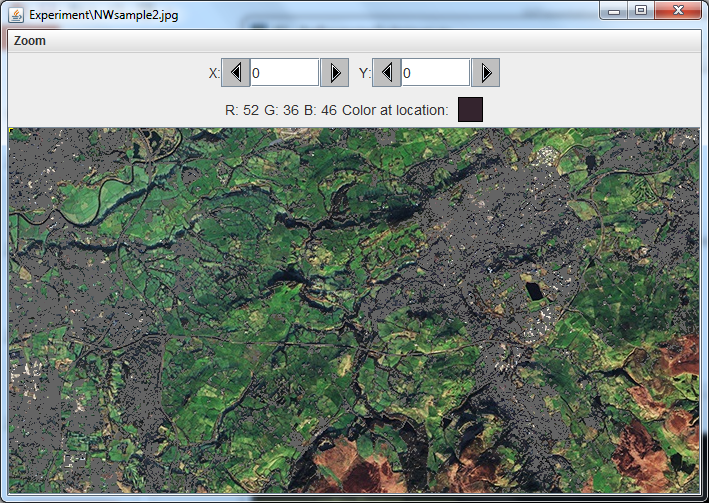 Experiment\NWsample2.jpg
Zoom
X: 0 Y: 0
R: 52 G: 36 B: 46 Color at location: